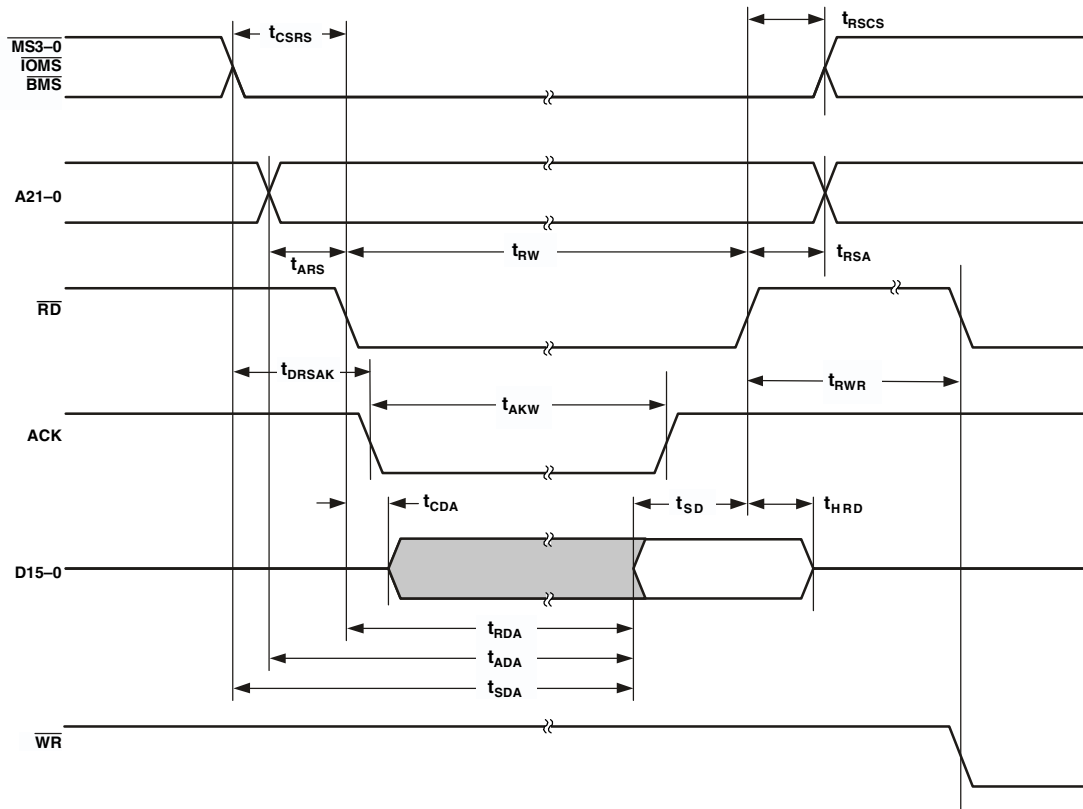 tCSRS
tRSCS
MS3–0
IOMS
BMS
A21–0
tARS
tRW
tRSA
RD
tDRSAK
tAKW
tRWR
ACK
tCDA
tSD
tHRD
D15–0
tRDA
tADA
tSDA
WR